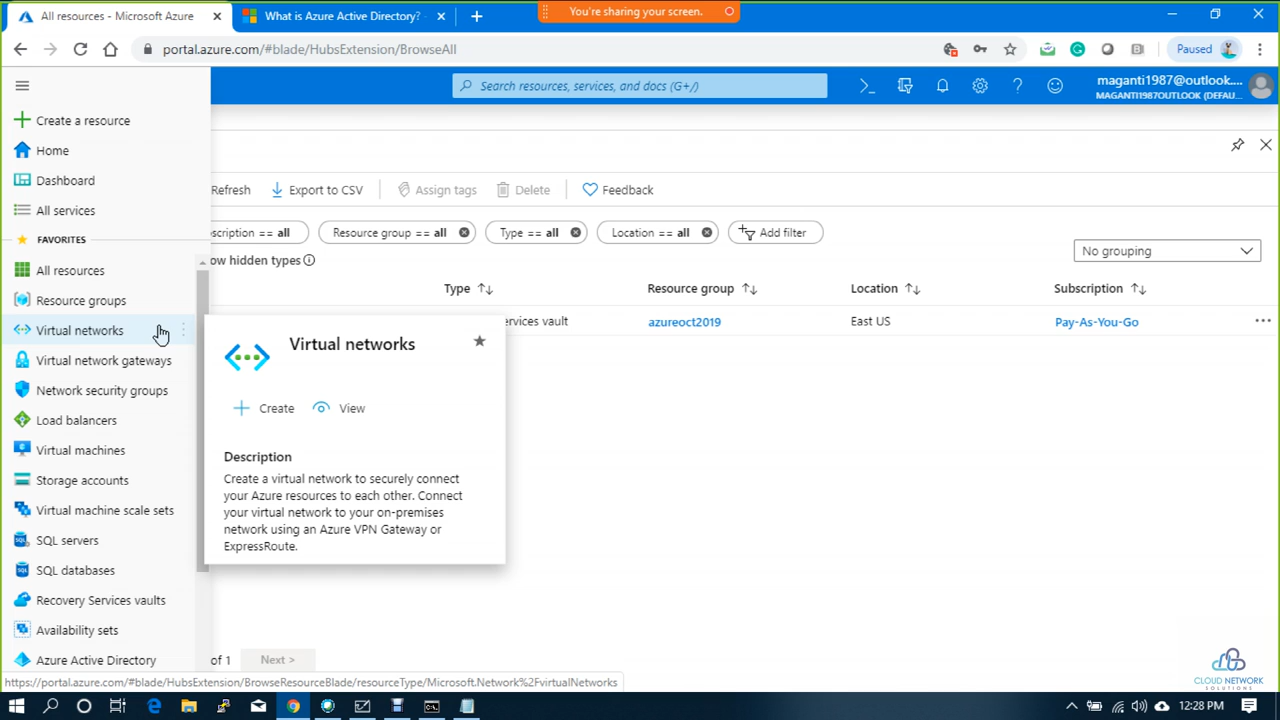 All resources - Microsoft Azure
What is Azure Active Directory?
You're sharing your screen.
portal.azure.com/#blade/HubsExtension/BrowseAll
Paused
Search resources, services, and docs (G+/)
maganti1987@outlook....
MAGANTI1987OUTLOOK (DEFAU...
Create a resource
Home
Dashboard
All services
FAVORITES
All resources
Resource groups
Virtual networks
Virtual network gateways
Network security groups
Load balancers
Virtual machines
Storage accounts
Virtual machine scale sets
SQL servers
SQL databases
Recovery Services vaults
Availability sets
Azure Active Directory
Refresh
Export to CSV
Assign tags
Delete
Feedback
scription == all
Resource group == all
Type == all
Location == all
Add filter
ow hidden types
No grouping
Type
Resource group
Location
Subscription
ervices vault
azureoct2019
East US
Pay-As-You-Go
Virtual networks
Create
View
Description
Create a virtual network to securely connect
your Azure resources to each other. Connect
your virtual network to your on-premises
network using an Azure VPN Gateway or
ExpressRoute.
of 1
Next >
https://portal.azure.com/#blade/HubsExtension/BrowseResourceBlade/resourceType/Microsoft.Network%2FvirtualNetworks
CLOUD NETWORK
SOLUTIONS
12:28 PM